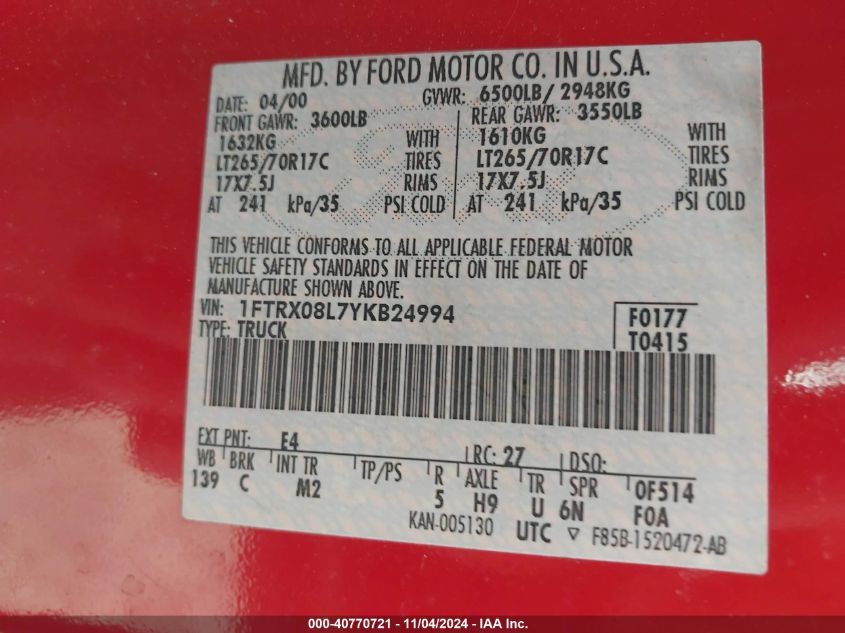 MFD. BY FORD MOTOR CO. IN U.S.A.
DATE: 04/00 GVWR: 6500LB/ 2948KG
FRONT GAWR: 3600LB REAR GAWR: 3550LB
1632KG WITH 1610KG WITH
LT265/70R17C TIRES LT265/70R17C TIRES
17X7.5J RIMS 17X7.5J RIMS
AT 241 kPa/35 PSI COLD AT 241 kPa/35 PSI COLD
THIS VEHICLE CONFORMS TO ALL APPLICABLE FEDERAL MOTOR
VEHICLE SAFETY STANDARDS IN EFFECT ON THE DATE OF
MANUFACTURE SHOWN ABOVE.
VIN: 1FTRX08L7YKB24994 F0177
TYPE: TRUCK T0415
EXT PNT: E4 RC: 27 DSO:
WB BRK INT TR TP/PS R AXLE TR SPR 0F514
139 C M2 5 H9 U 6N F0A
KAN-005130 UTC ▽ F85B-1520472-AB
000-40770721 - 11/04/2024 - IAA Inc.